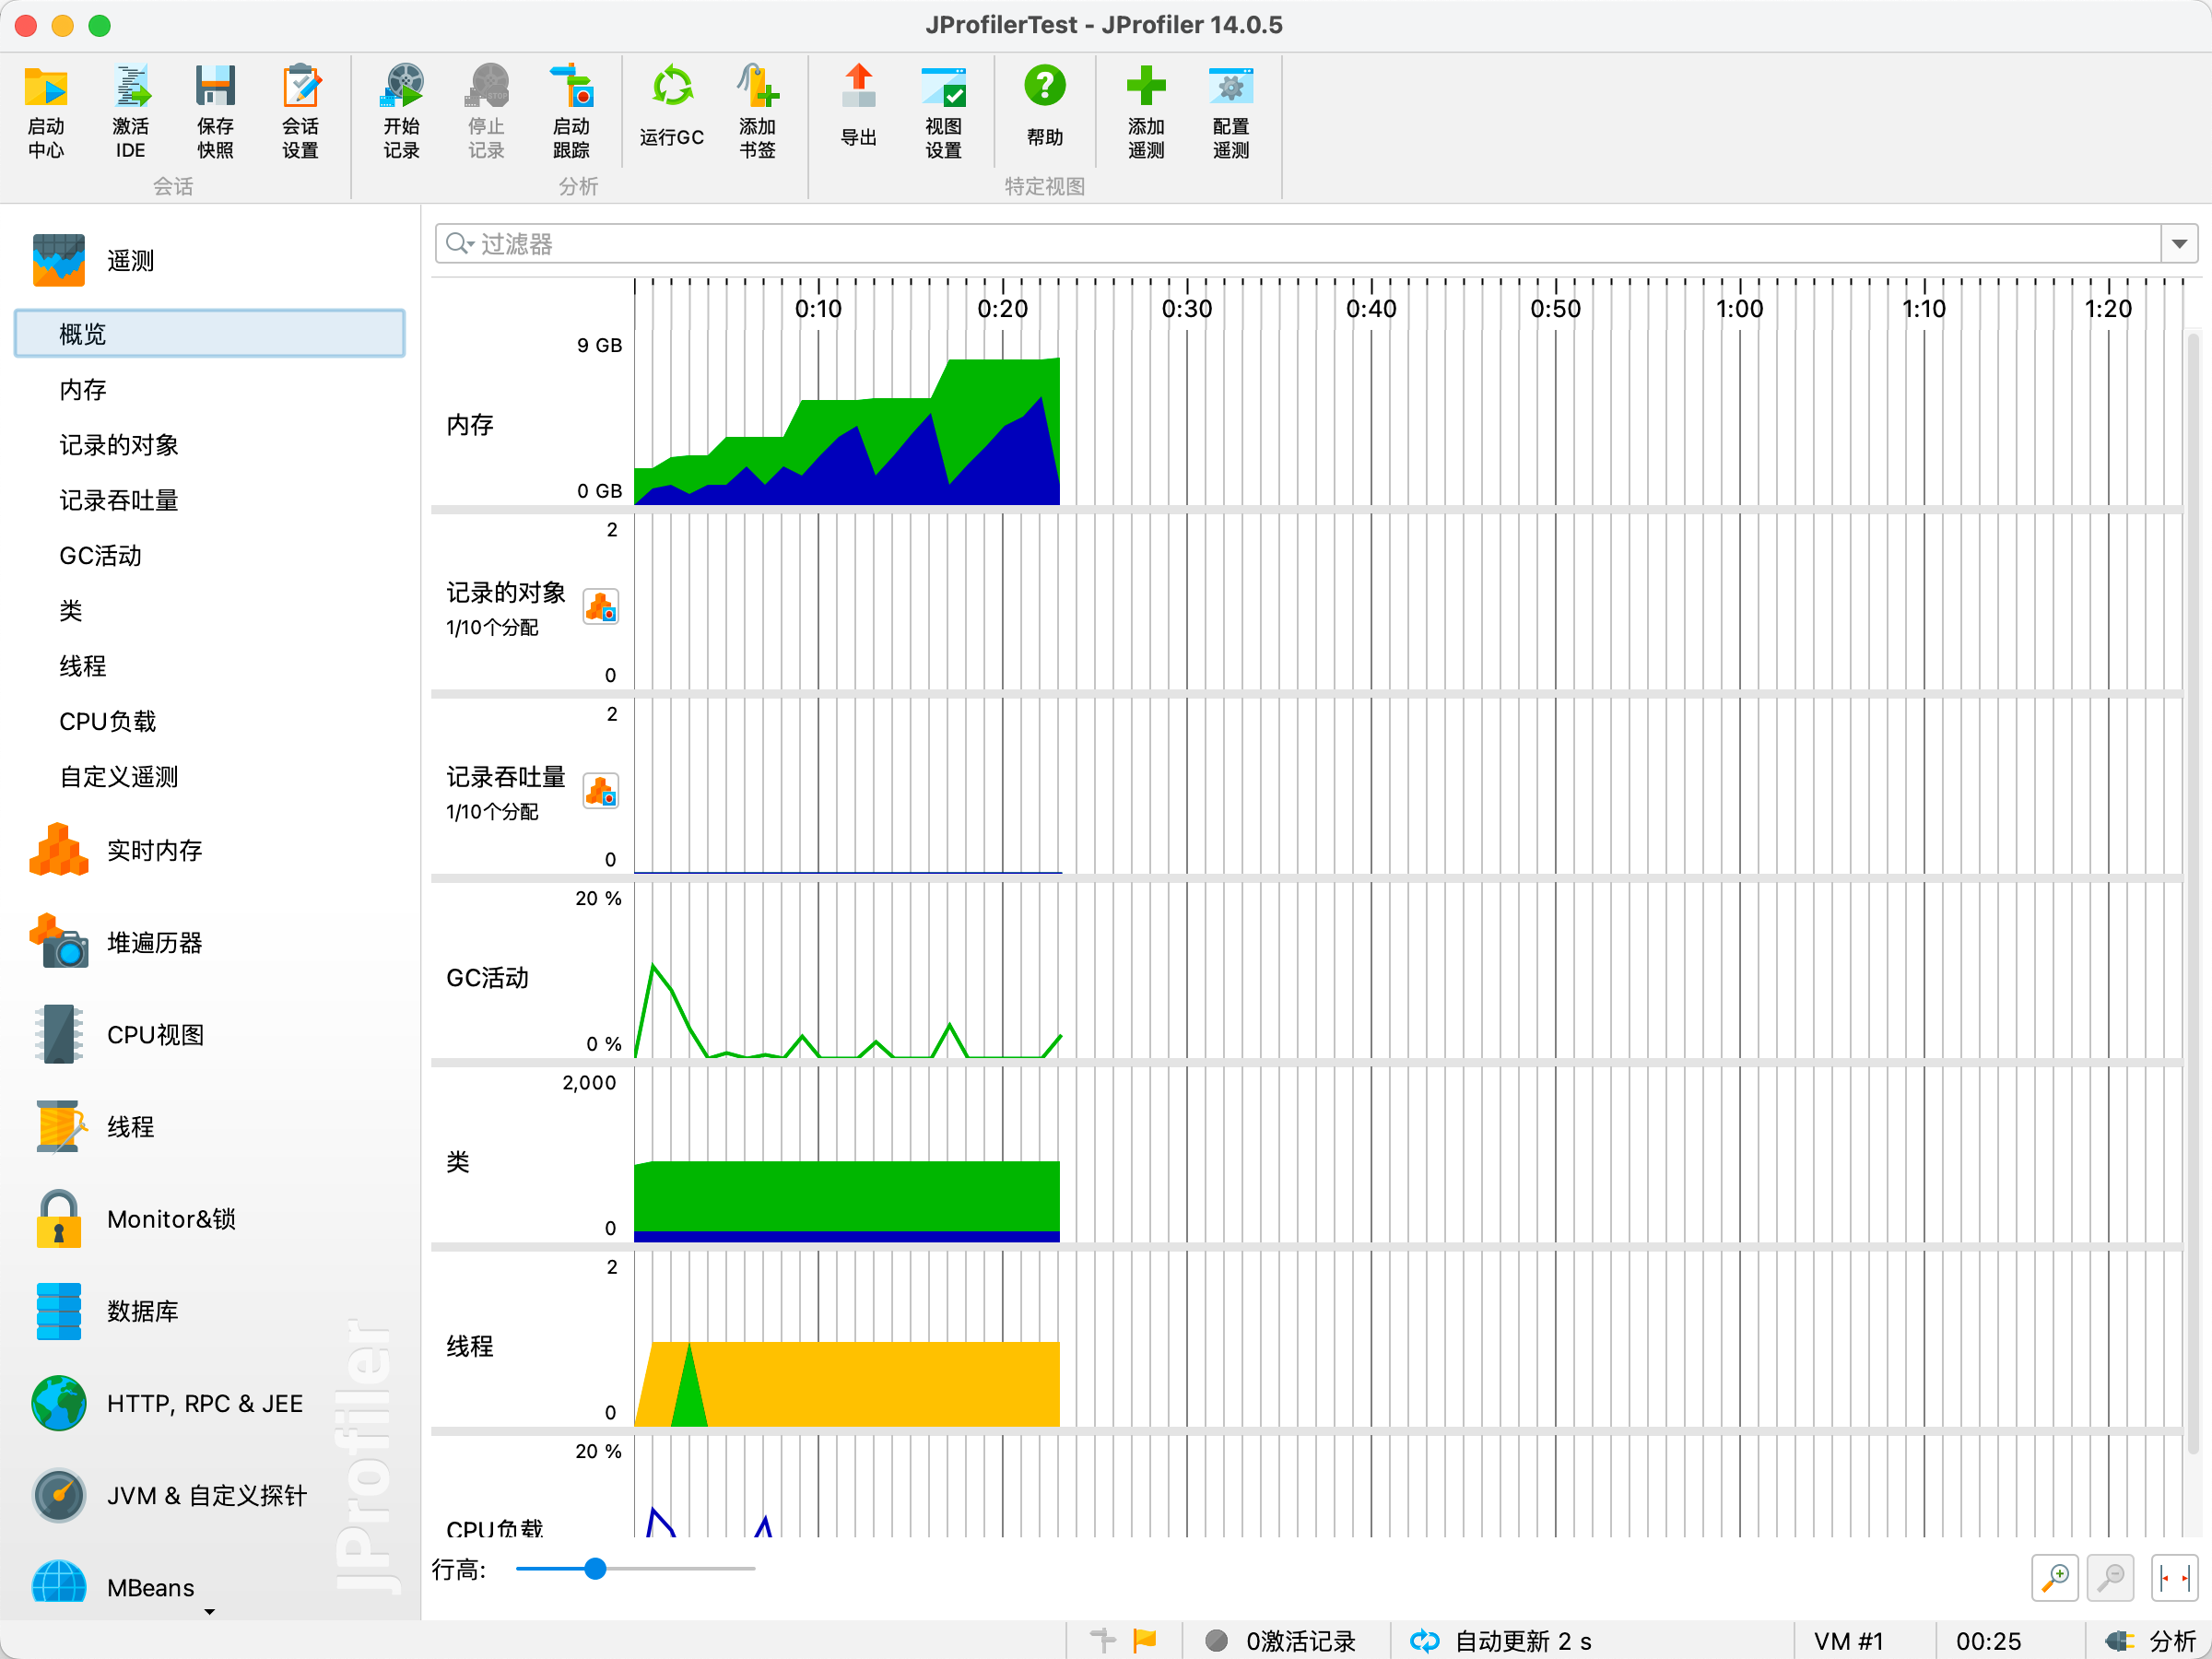 JProfilerTest - JProfiler 14.0.5
启动
中心
激活
IDE
保存
快照
会话
设置
开始
记录
停止
记录
启动
跟踪
运行GC
添加
书签
导出
视图
设置
帮助
添加
遥测
配置
遥测
会话
分析
特定视图
遥测
概览
内存
记录的对象
记录吞吐量
GC活动
类
线程
CPU负载
自定义遥测
实时内存
堆遍历器
CPU视图
线程
Monitor&锁
数据库
HTTP, RPC & JEE
JVM & 自定义探针
MBeans
JProfiler
过滤器
0:10 0:20 0:30 0:40 0:50 1:00 1:10 1:20
9 GB
内存
0 GB
2
记录的对象
1/10个分配
0
2
记录吞吐量
1/10个分配
0
20 %
GC活动
0 %
2,000
类
0
2
线程
0
20 %
CPU负载
行高:
0激活记录
自动更新 2 s
VM #1
00:25
分析